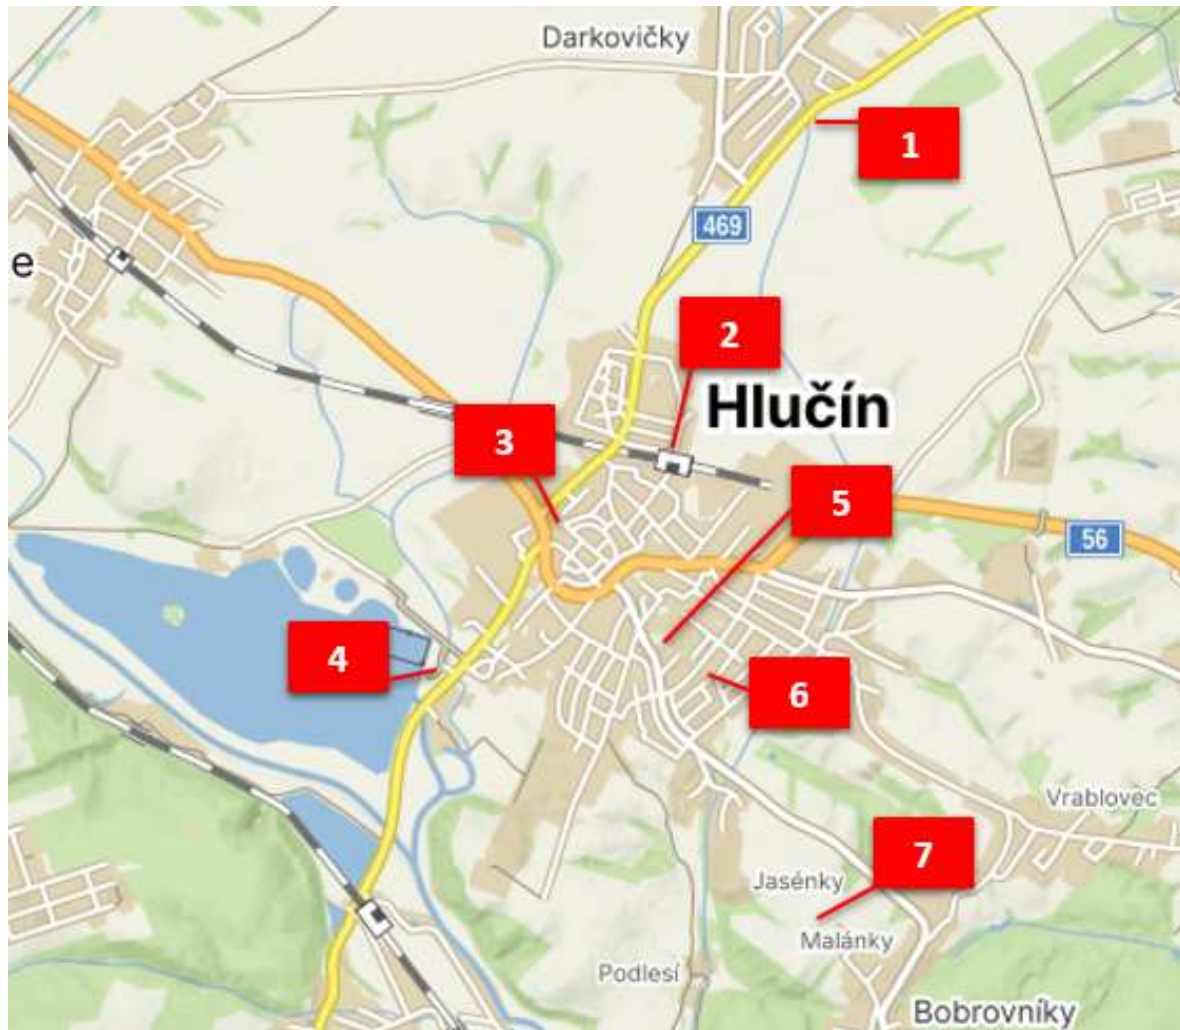 Darkovičky
1
469
e
2
Hlučín
3
5
56
4
6
Vrablovec
7
Jasénky
Malánky
Podlesí
Bobrovníky